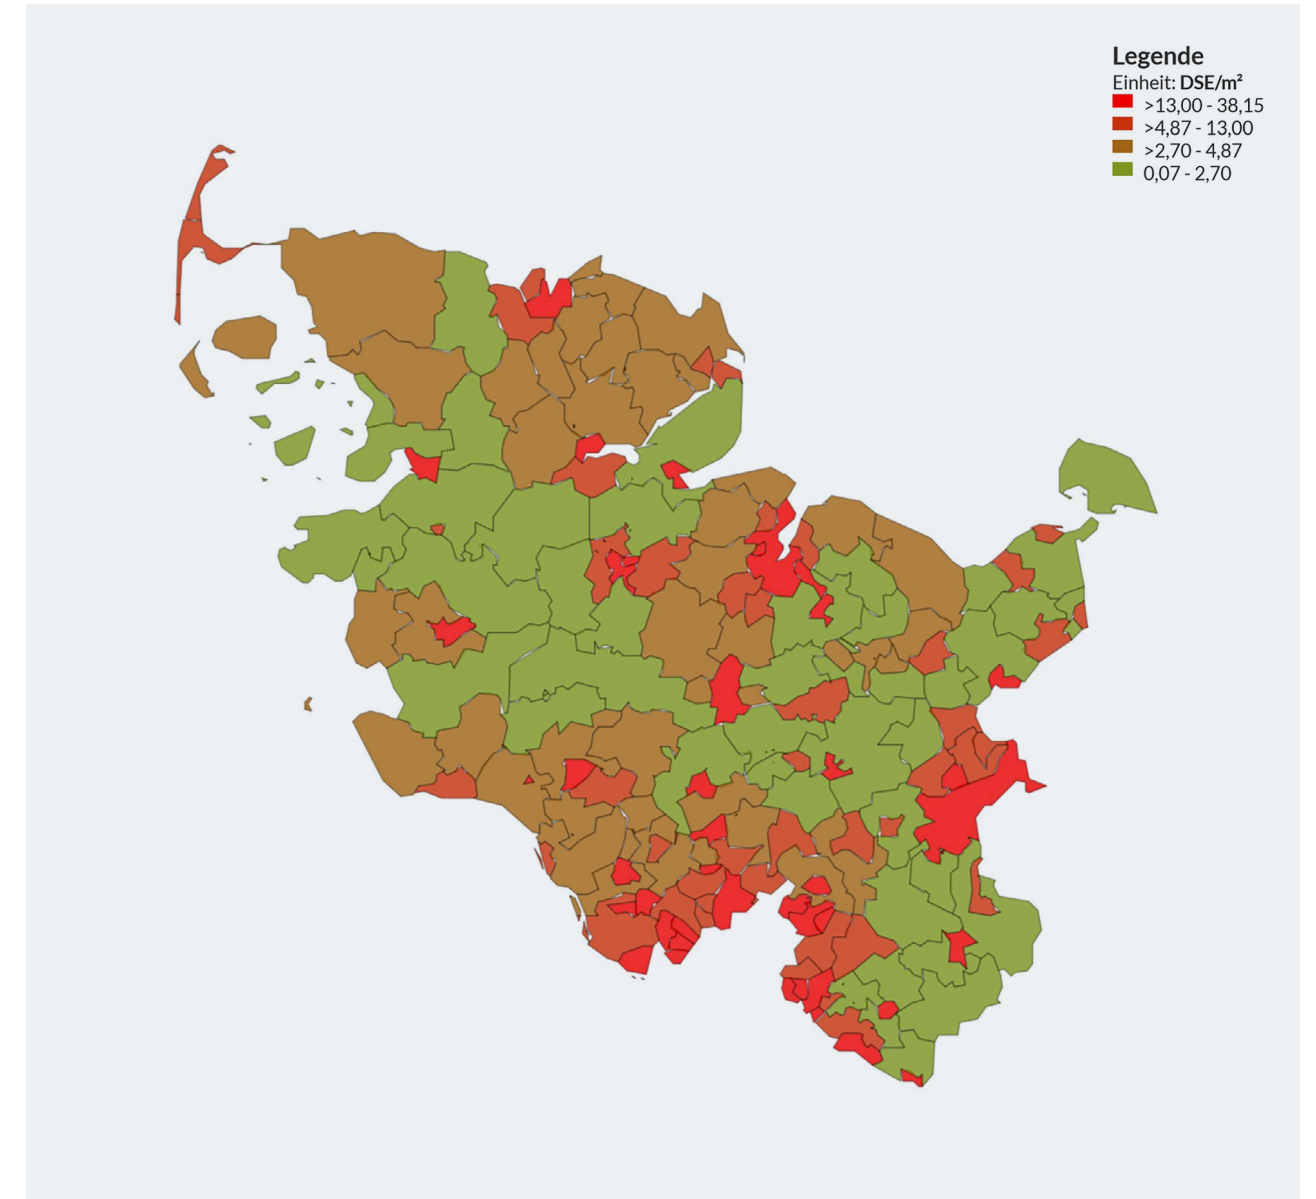 Legende
Einheit: DSE/m²
>13,00 - 38,15
>4,87 - 13,00
>2,70 - 4,87
0,07 - 2,70